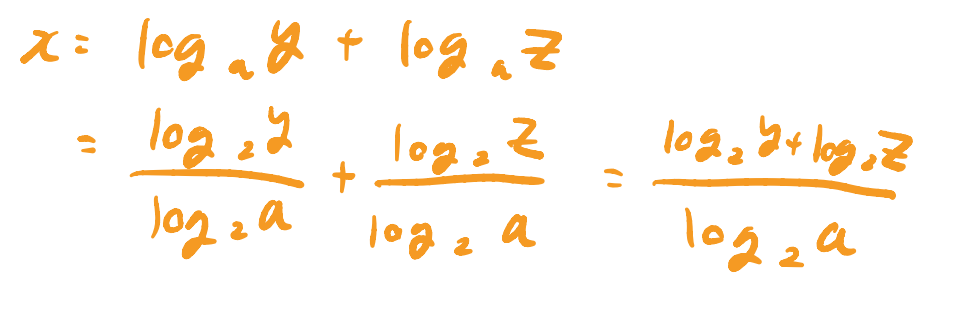 x = log_a y + log_a z
= \frac{log_2 y}{log_2 a} + \frac{log_2 z}{log_2 a} = \frac{log_2 y + log_2 z}{log_2 a}